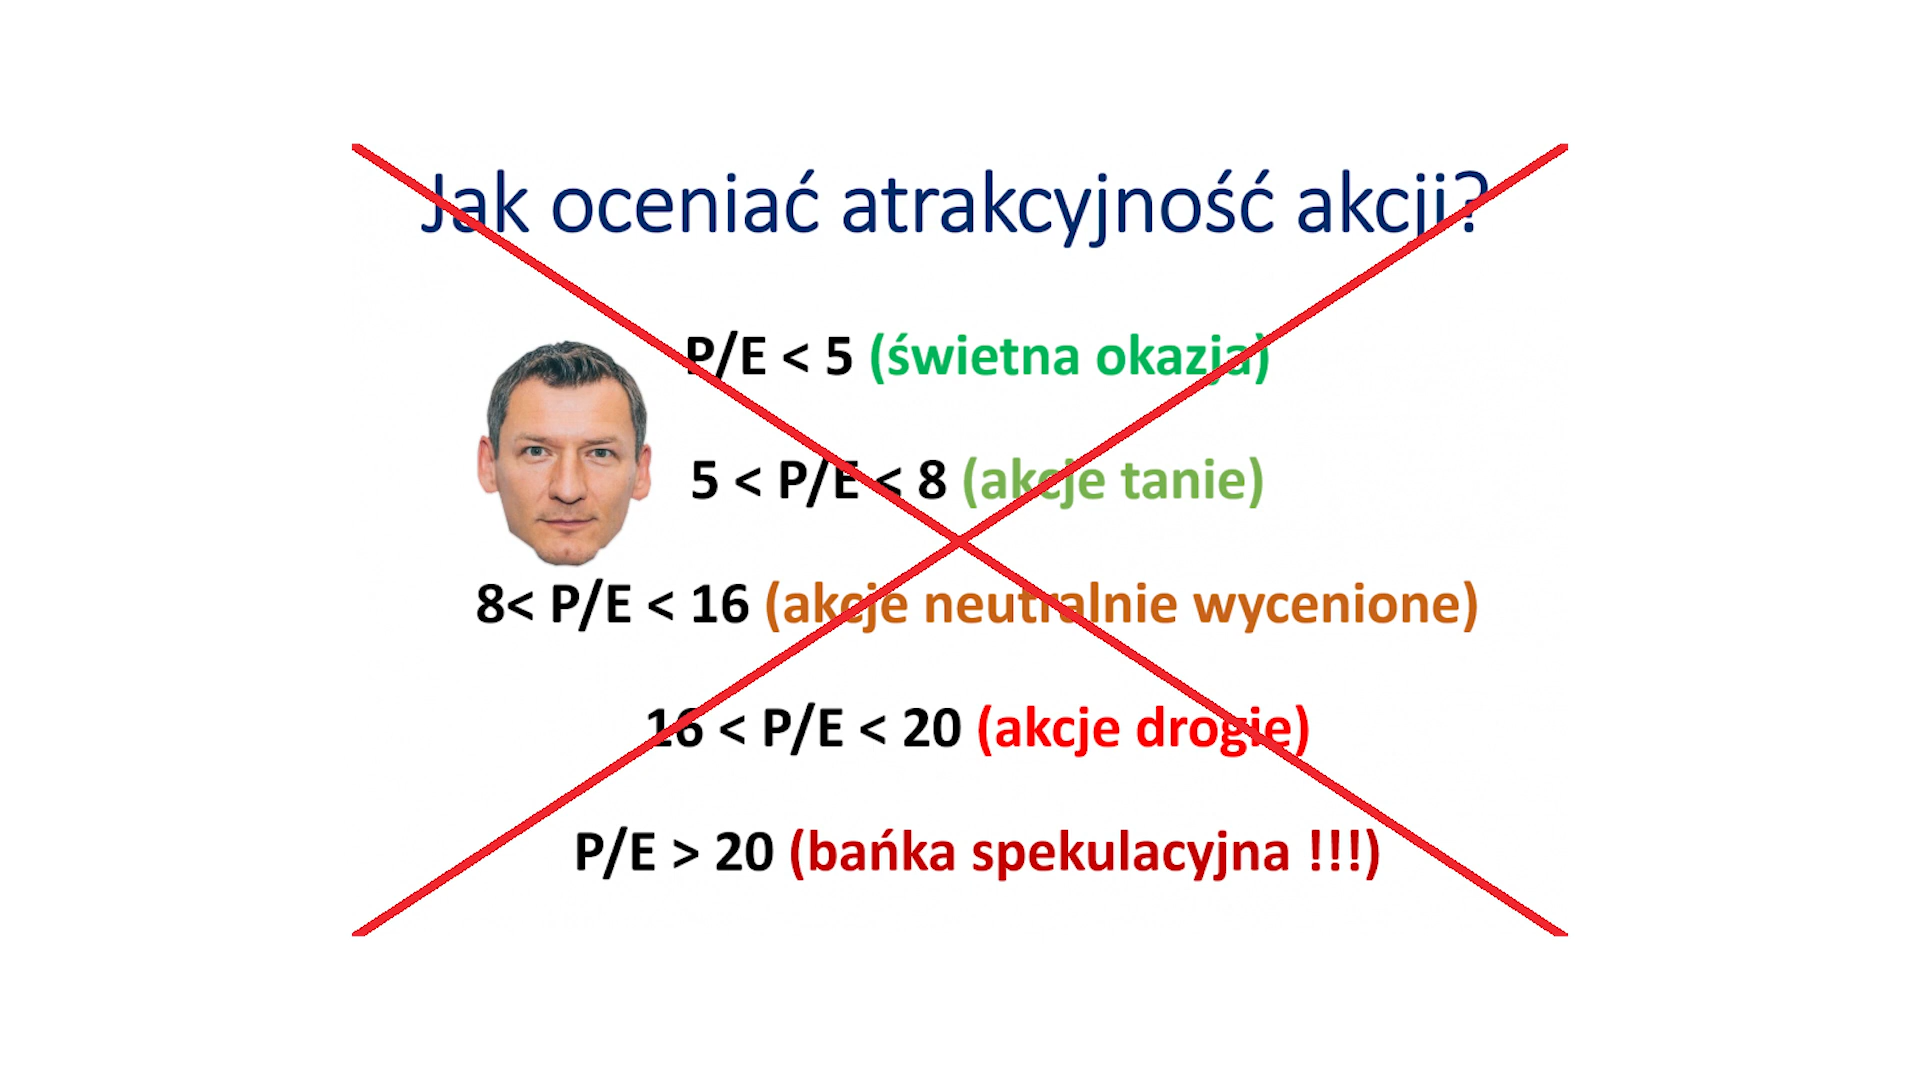 Jak oceniać atrakcyjność akcji?
P/E < 5 (świetna okazja)
5 < P/E < 8 (akcje tanie)
8< P/E < 16 (akcje neutralnie wycenione)
16 < P/E < 20 (akcje drogie)
P/E > 20 (bańka spekulacyjna !!!)